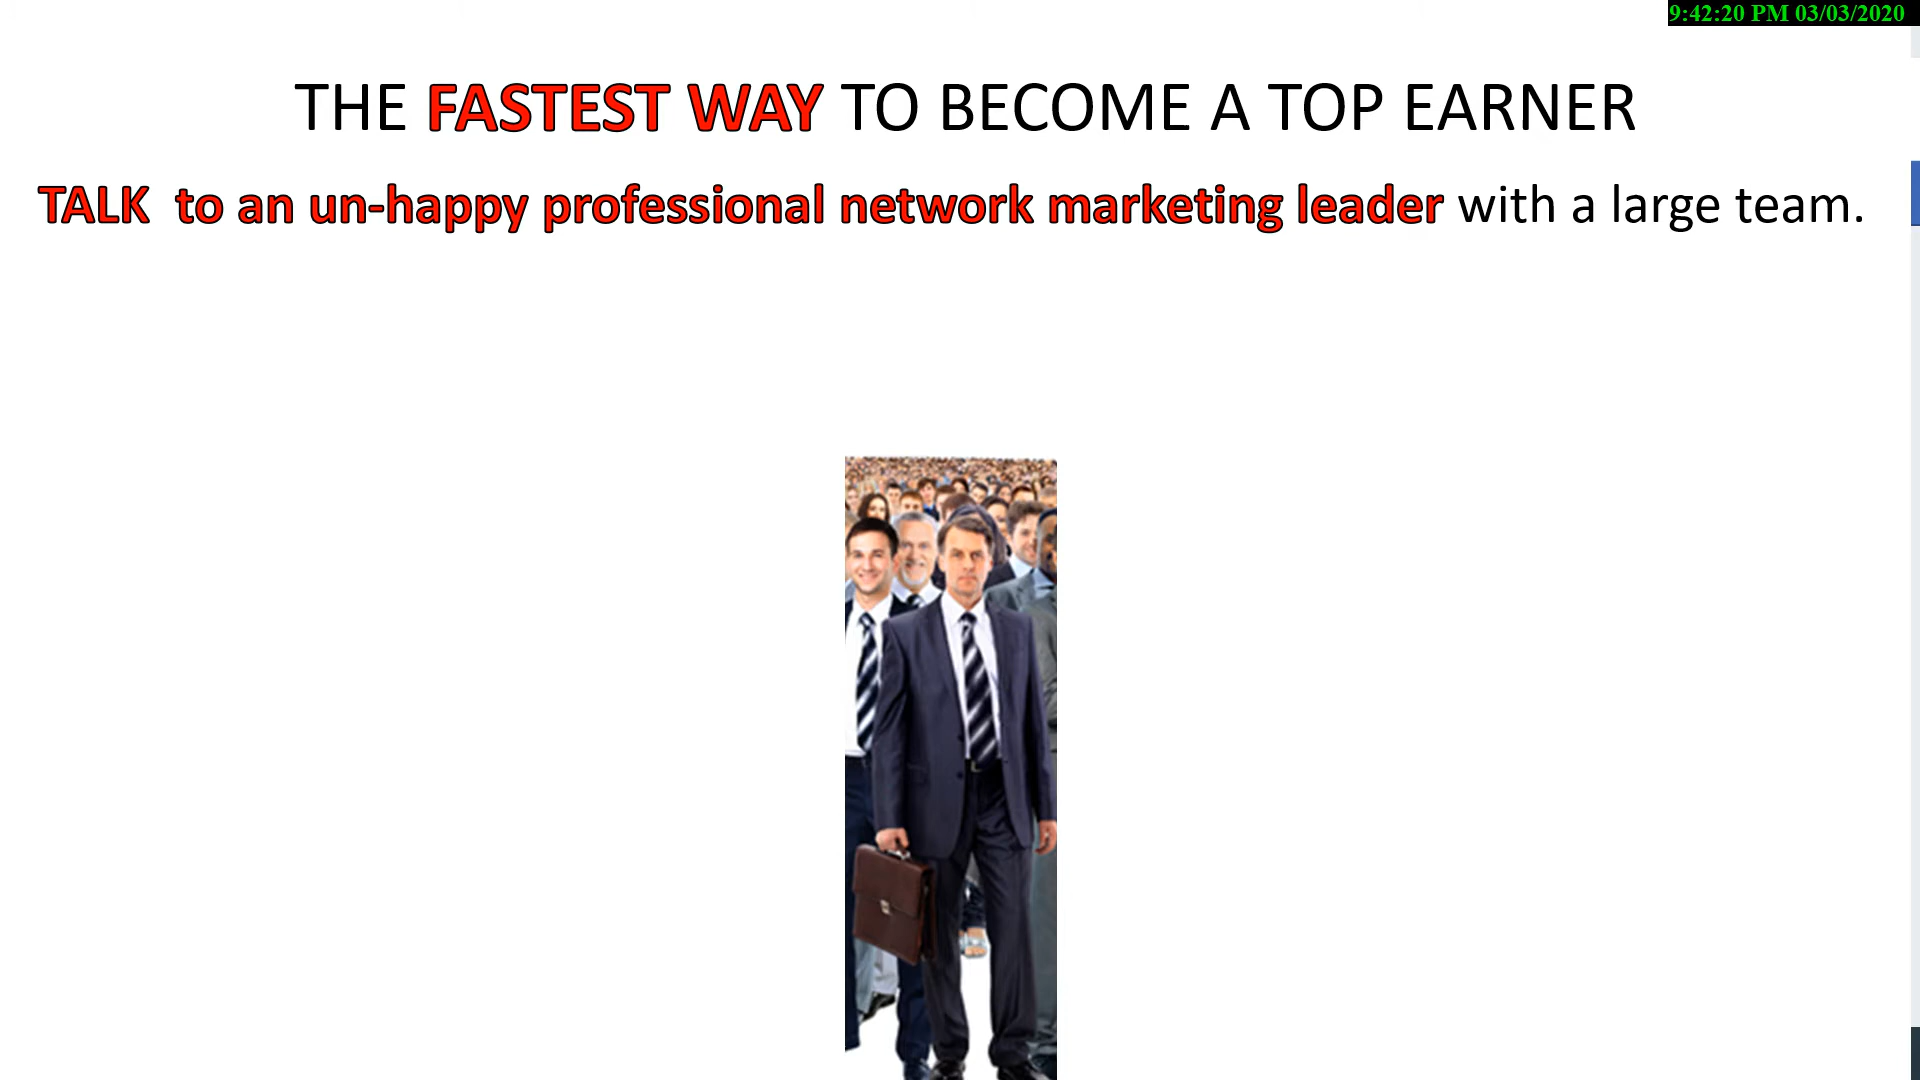 9:42:20 PM 03/03/2020
THE FASTEST WAY TO BECOME A TOP EARNER
TALK to an un-happy professional network marketing leader with a large team.